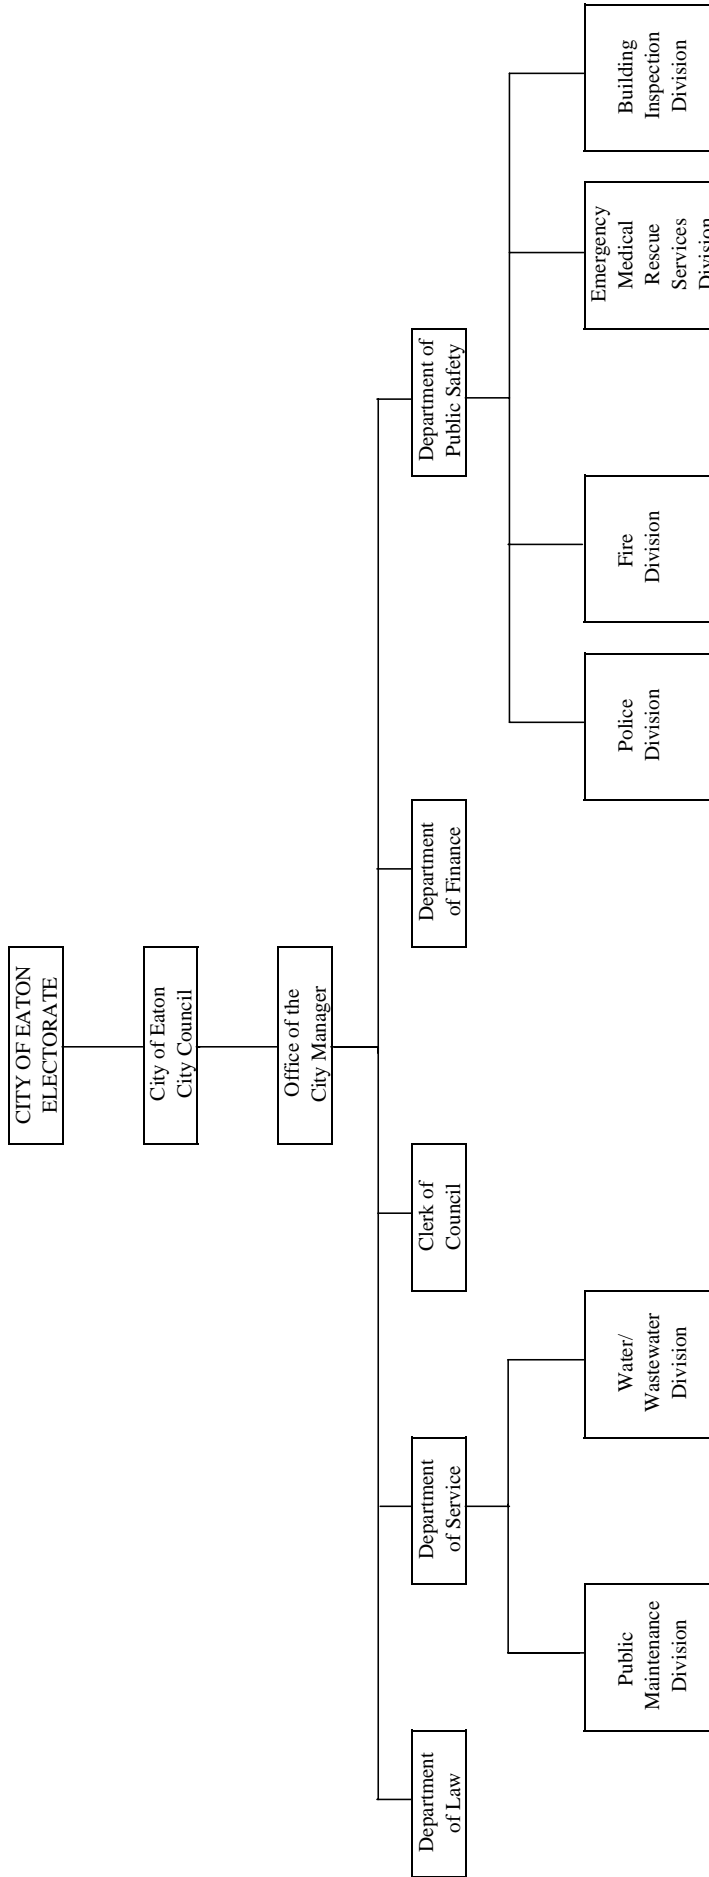 CITY OF EATON
ELECTORATE
City of Eaton
City Council
Office of the
City Manager
Department
of Law
Department
of Service
Clerk of
Council
Department
of Finance
Department of
Public Safety
Public
Maintenance
Division
Water/
Wastewater
Division
Police
Division
Fire
Division
Emergency
Medical
Rescue
Services
Division
Building
Inspection
Division